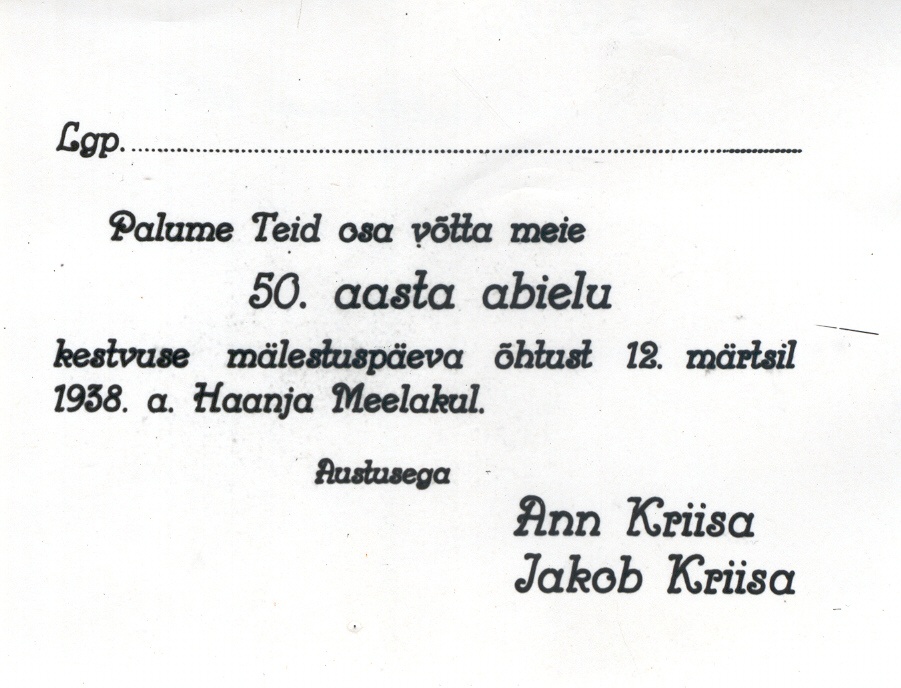 Lgp. ....................................................................
Palume Teid osa võtta meie
50. aasta abielu
kestvuse mälestuspäeva õhtust 12. märtsil
1938. a. Haanja Meelakul.
Austusega
Ann Kriisa
Jakob Kriisa